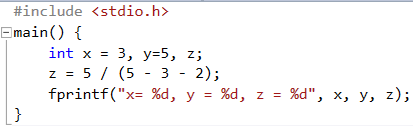 #include <stdio.h>
main() {
int x = 3, y=5, z;
z = 5 / (5 - 3 - 2);
fprintf("x= %d, y = %d, z = %d", x, y, z);
}